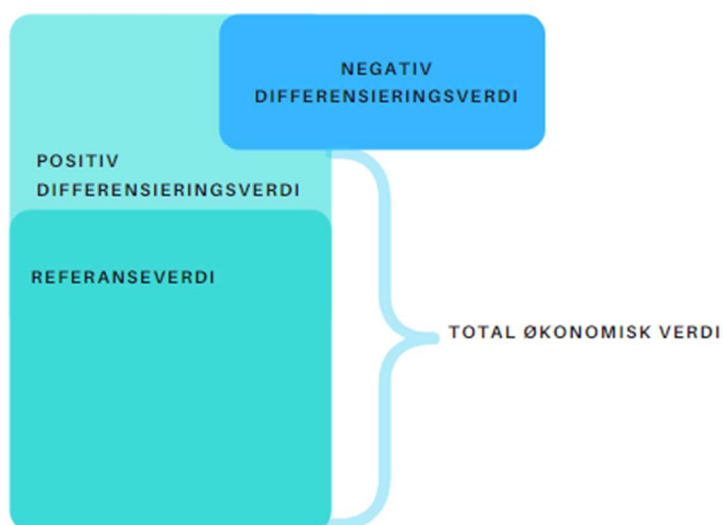 NEGATIV
DIFFERENSIERINGSVERDI
POSITIV
DIFFERENSIERINGSVERDI
REFERANSEVERDI
TOTAL ØKONOMISK VERDI